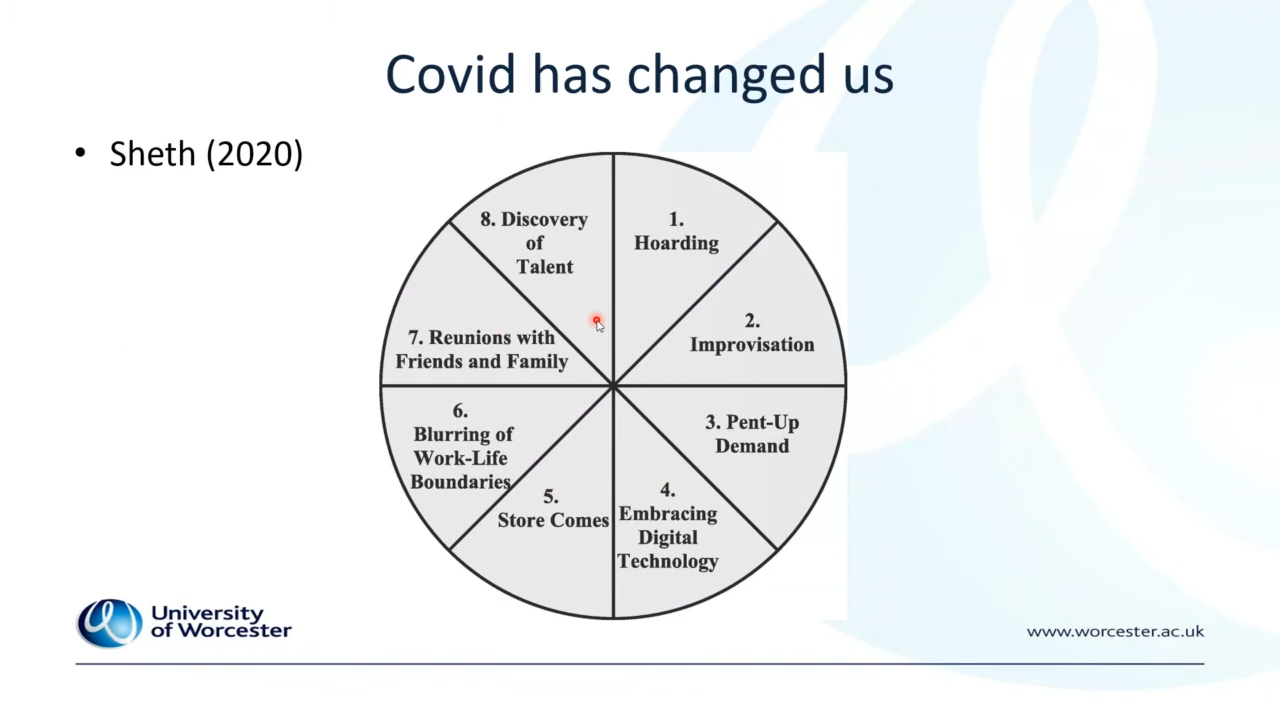 Covid has changed us
• Sheth (2020)
1.
Hoarding
2.
Improvisation
3. Pent-Up
Demand
4.
Embracing
Digital
Technology
5.
Store Comes
6.
Blurring of
Work-Life
Boundaries
7. Reunions with
Friends and Family
8. Discovery
of
Talent
University
of Worcester
www.worcester.ac.uk